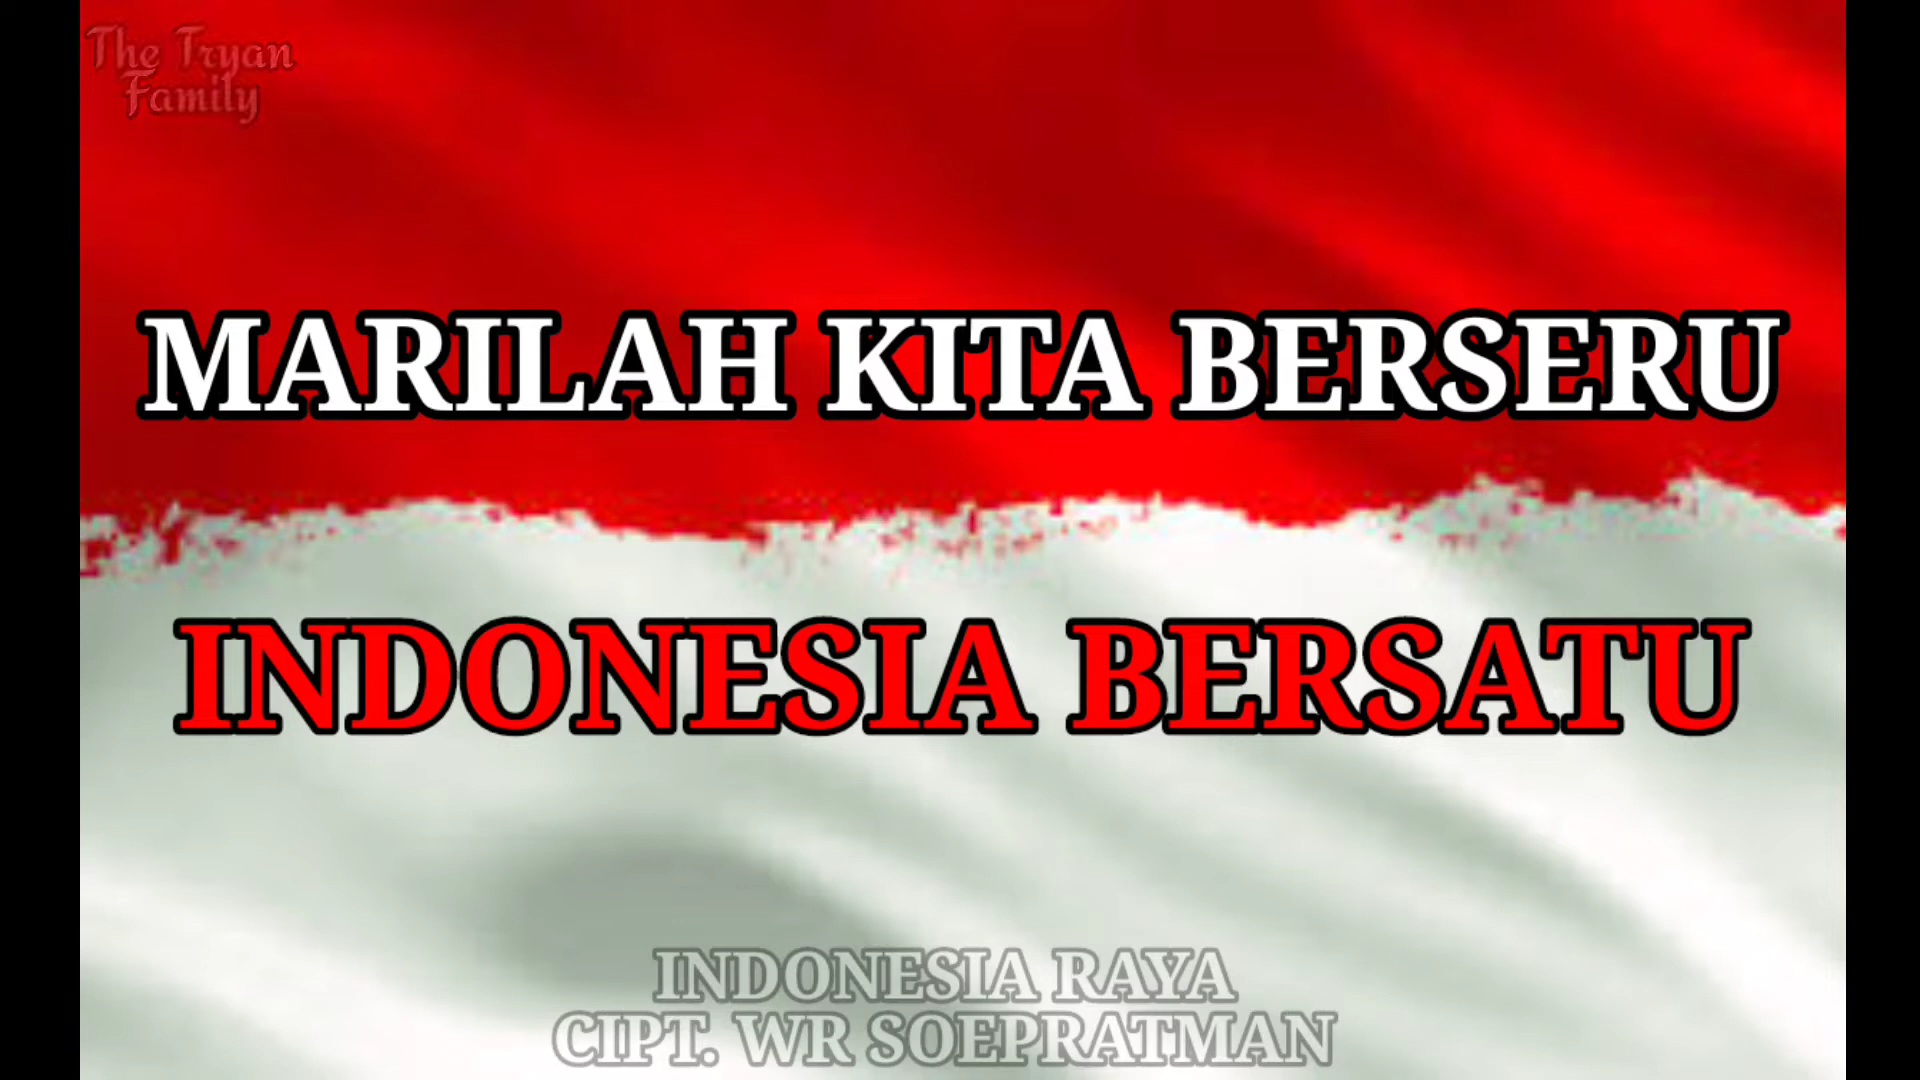 The Tryan
Family
MARILAH KITA BERSERU
INDONESIA BERSATU
INDONESIA RAYA
CIPT. WR SOEPRATMAN